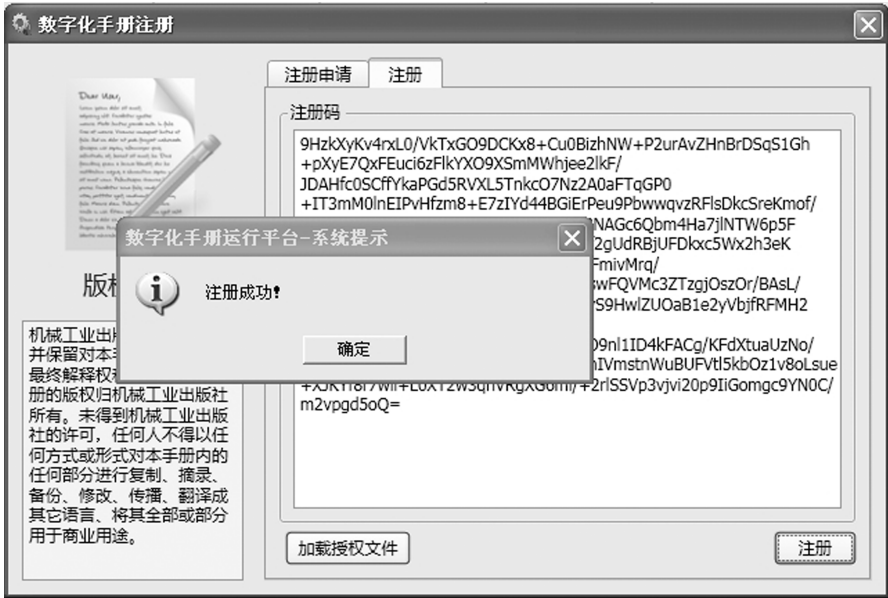 数字化手册注册
注册申请
注册
注册码
9HzkXyKv4rxL0/VkTxGO9DCKx8+Cu0BizhNW+P2urAvZHnBrDSqS1Gh
+pXyE7QxFEuci6zFlkYXO9XSmMWhjee2lkF/
JDAHfc0SCffYkaPGd5RVXL5TnkcO7Nz2A0aFTqGP0
+IT3mM0lnEIPvHfzm8+E7zIYd44BGiErPeu9PbwwqvzRFlsDkcSreKmof/
NAGc6Qbm4Ha7jlNTW6p5F
2gUdRBjUFDkxc5Wx2h3eK
FmivMrq/
swFQVMc3ZTzgjOszOr/BAsL/
rS9HwlZUOaB1e2yVbjfRFMH2
D9nl1ID4kFACg/KFdXtuaUzNo/
nIVmstnWuBUFVtl5kbOz1v8oLsue
m2vpgd5oQ=
Dear Way,
数字化手册运行平台-系统提示
注册成功!
确定
版权
机械工业出
并保留对本手
最终解释权
册的版权归机械工业出版社
所有。未得到机械工业出版
社的许可，任何人不得以任
何方式或形式对本手册内的
任何部分进行复制、摘录、
备份、修改、传播、翻译成
其它语言、将其全部或部分
用于商业用途。
加载授权文件
注册